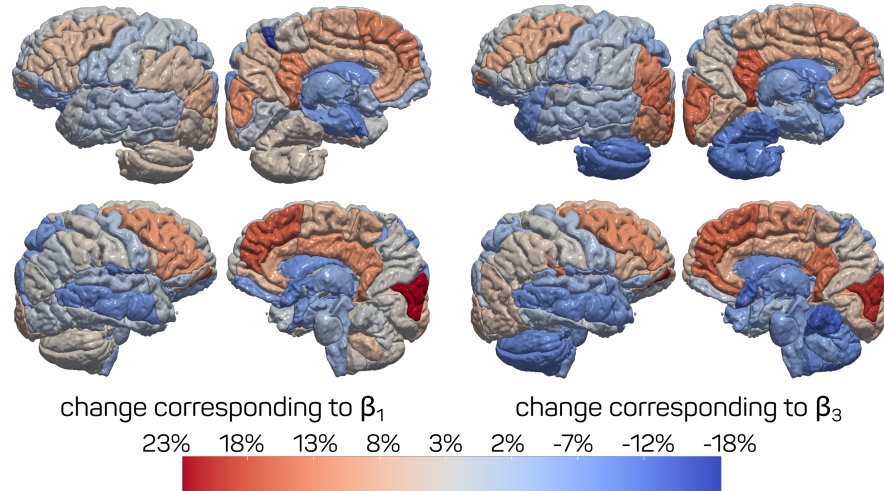 change corresponding to β₁
change corresponding to β₃
23% 18% 13% 8% 3% 2% -7% -12% -18%